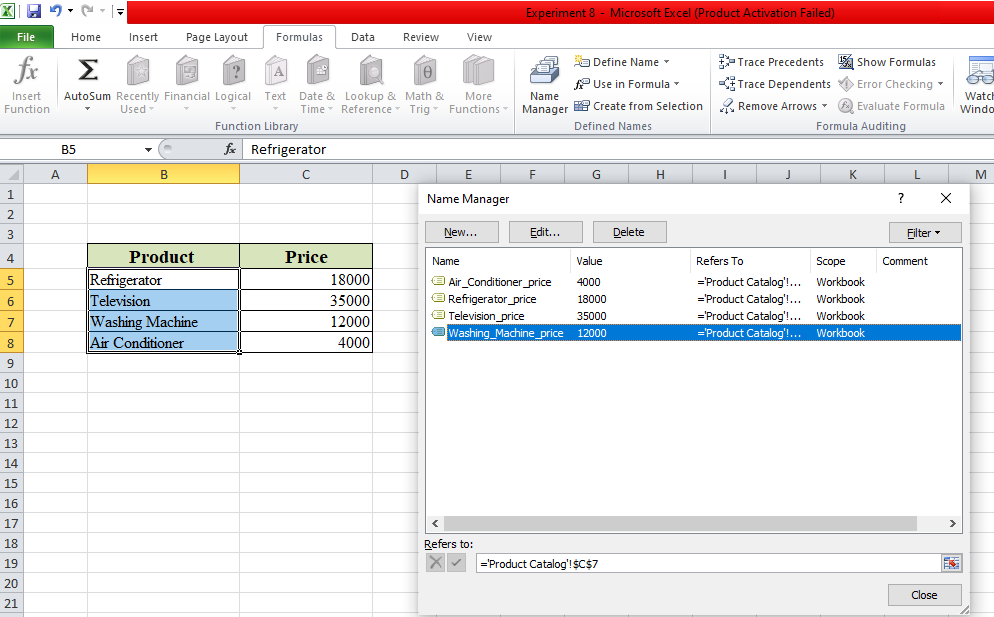 Experiment 8 - Microsoft Excel (Product Activation Failed)
File Home Insert Page Layout Formulas Data Review View
fx Insert Function
Σ AutoSum
Recently Used
Financial
Logical
Text
Date & Time
Lookup & Reference
Math & Trig
More Functions
Function Library
Name Manager
Define Name
Use in Formula
Create from Selection
Defined Names
Trace Precedents
Trace Dependents
Remove Arrows
Show Formulas
Error Checking
Evaluate Formula
Formula Auditing
Watch
Windo
B5 fx Refrigerator
A B C D E F G H I J K L M
1
2
3
4 Product Price
5 Refrigerator 18000
6 Television 35000
7 Washing Machine 12000
8 Air Conditioner 4000
9
10
11
12
13
14
15
16
17
18
19
20
21
Name Manager ?
New... Edit... Delete Filter
Name Value Refers To Scope Comment
Air_Conditioner_price 4000 ='Product Catalog'!... Workbook
Refrigerator_price 18000 ='Product Catalog'!... Workbook
Television_price 35000 ='Product Catalog'!... Workbook
Washing_Machine_price 12000 ='Product Catalog'!... Workbook
Refers to:
='Product Catalog'!$C$7
Close